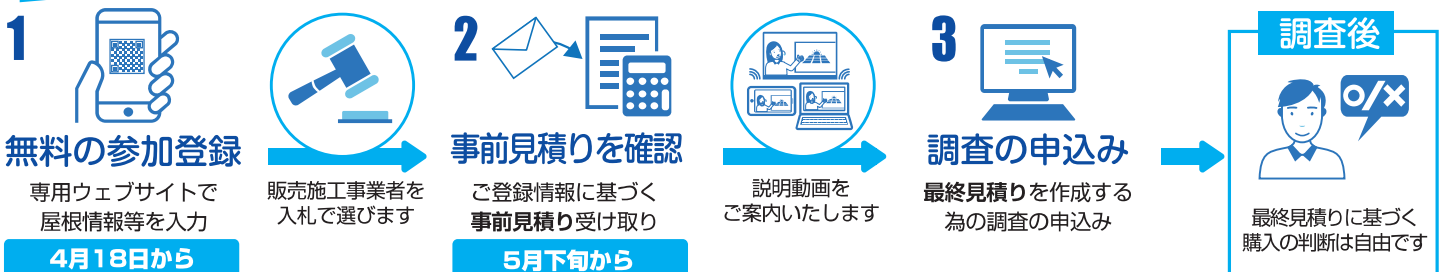 1
無料の参加登録
専用ウェブサイトで
屋根情報等を入力
4月18日から
販売施工事業者を
入札で選びます
2
事前見積りを確認
ご登録情報に基づく
事前見積り受け取り
5月下旬から
説明動画を
ご案内いたします
3
調査の申込み
最終見積りを作成する
為の調査の申込み
調査後
O/×
最終見積りに基づく
購入の判断は自由です